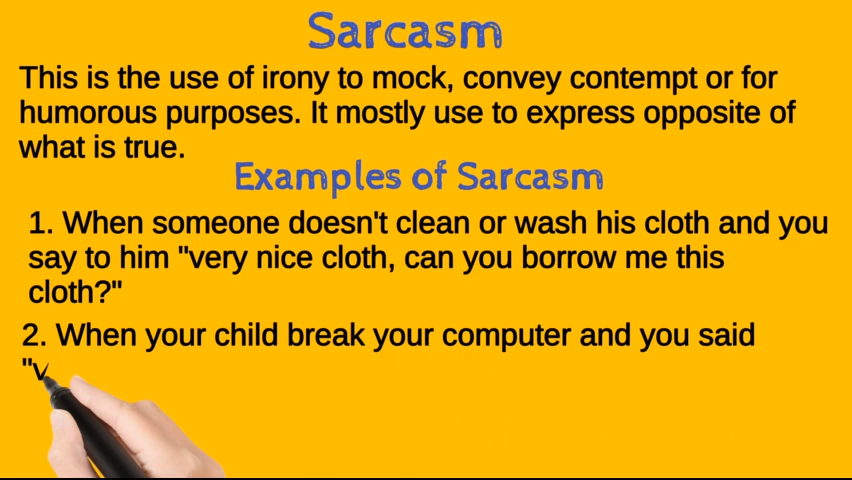 Sarcasm
This is the use of irony to mock, convey contempt or for
humorous purposes. It mostly use to express opposite of
what is true.
Examples of Sarcasm
1. When someone doesn't clean or wash his cloth and you
say to him "very nice cloth, can you borrow me this
cloth?"
2. When your child break your computer and you said
"v